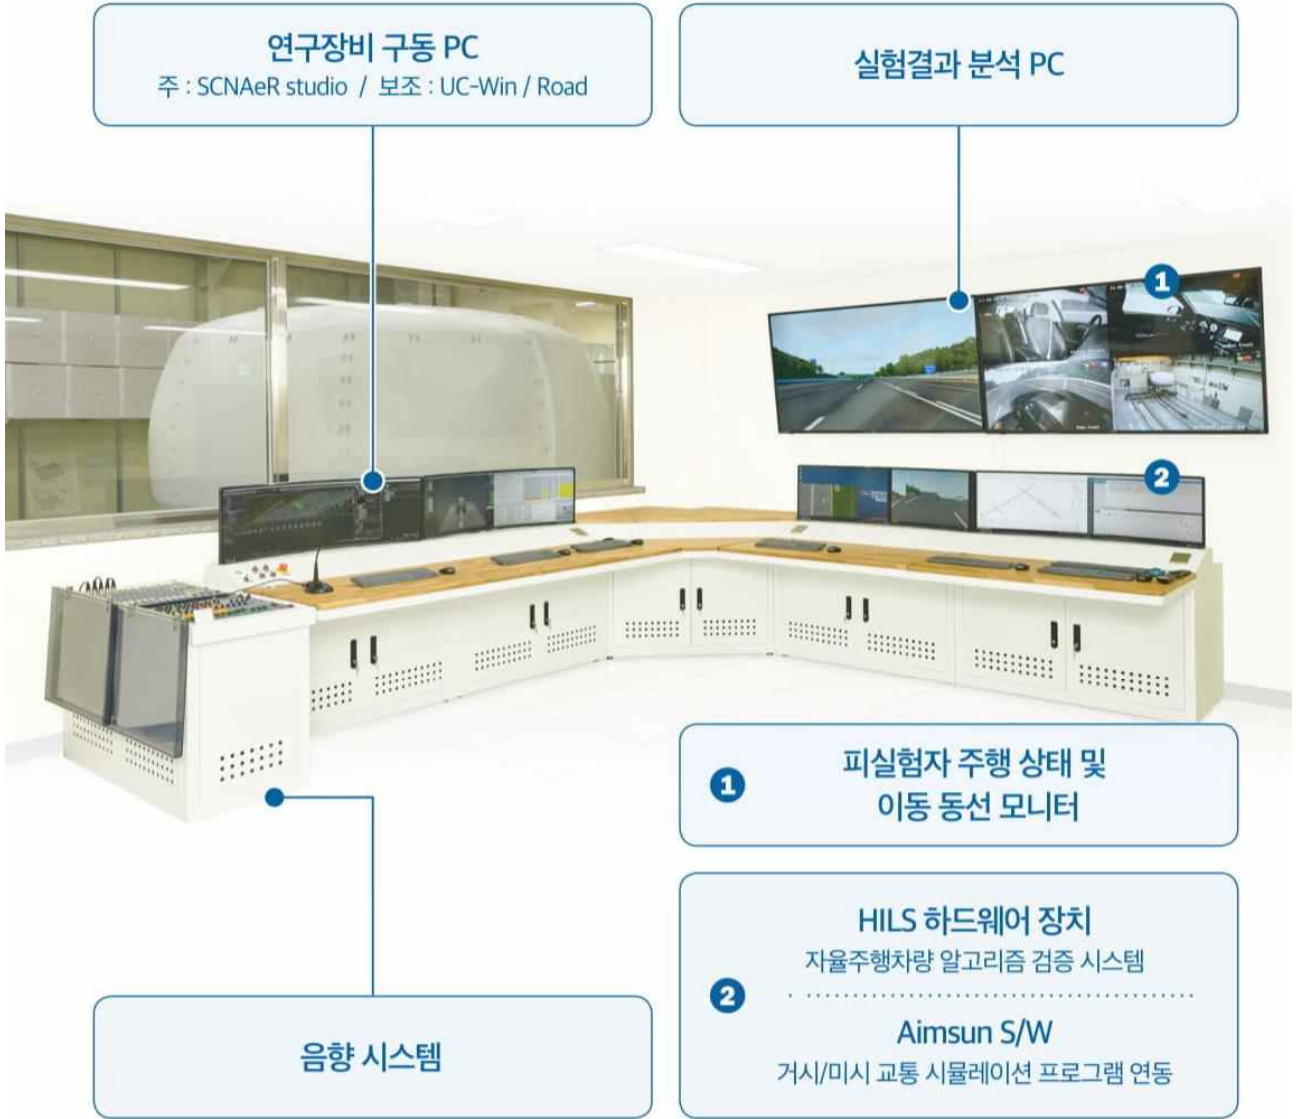 연구장비 구동 PC
주 : SCNAeR studio / 보조 : UC-Win / Road
실험결과 분석 PC
1
2
1
피실험자 주행 상태 및
이동 동선 모니터
2
HILS 하드웨어 장치
자율주행차량 알고리즘 검증 시스템
Aimsun S/W
거시/미시 교통 시뮬레이션 프로그램 연동
음향 시스템